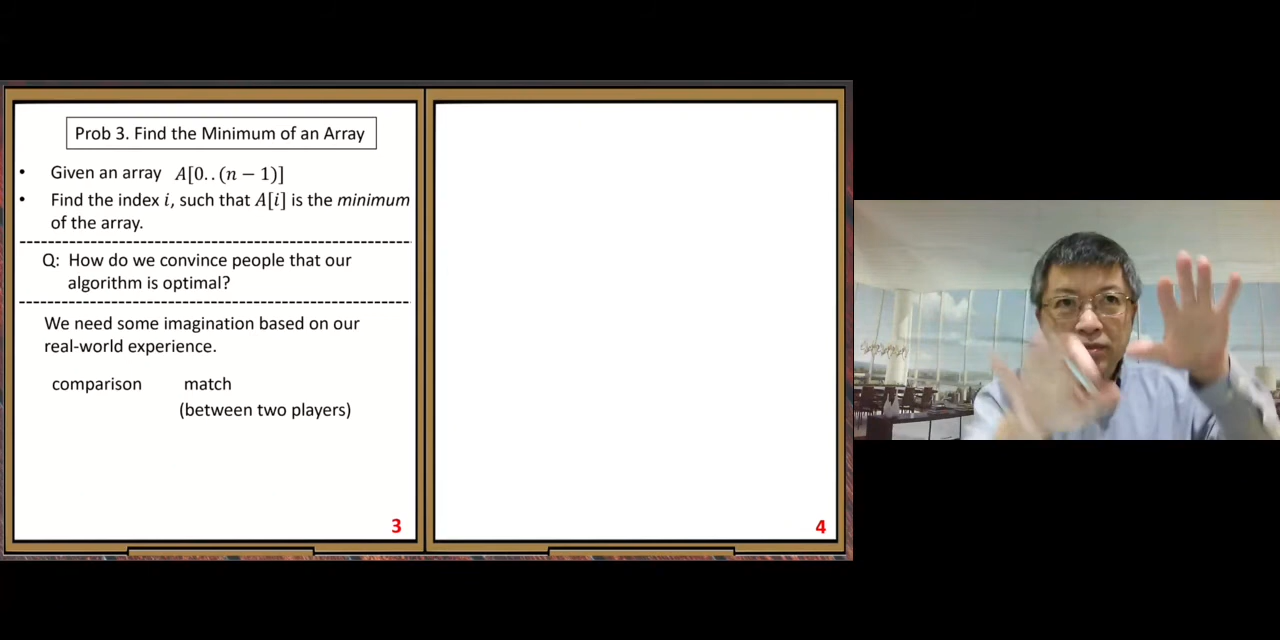 Prob 3. Find the Minimum of an Array
• Given an array A[0..(n − 1)]
• Find the index i, such that A[i] is the minimum
of the array.
Q: How do we convince people that our
algorithm is optimal?
We need some imagination based on our
real-world experience.
comparison match
(between two players)
3
4